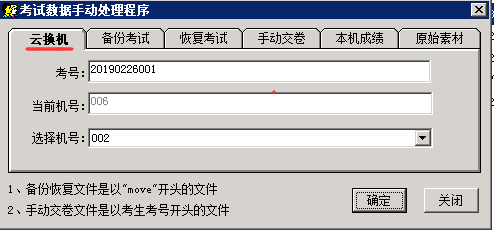 考试数据手动处理程序
云换机 备份考试 恢复考试 手动交卷 本机成绩 原始素材
考号: 20190226001
当前机号: 006
选择机号: 002
1、备份恢复文件是以"move"开头的文件
2、手动交卷文件是以考生考号开头的文件
确定 关闭